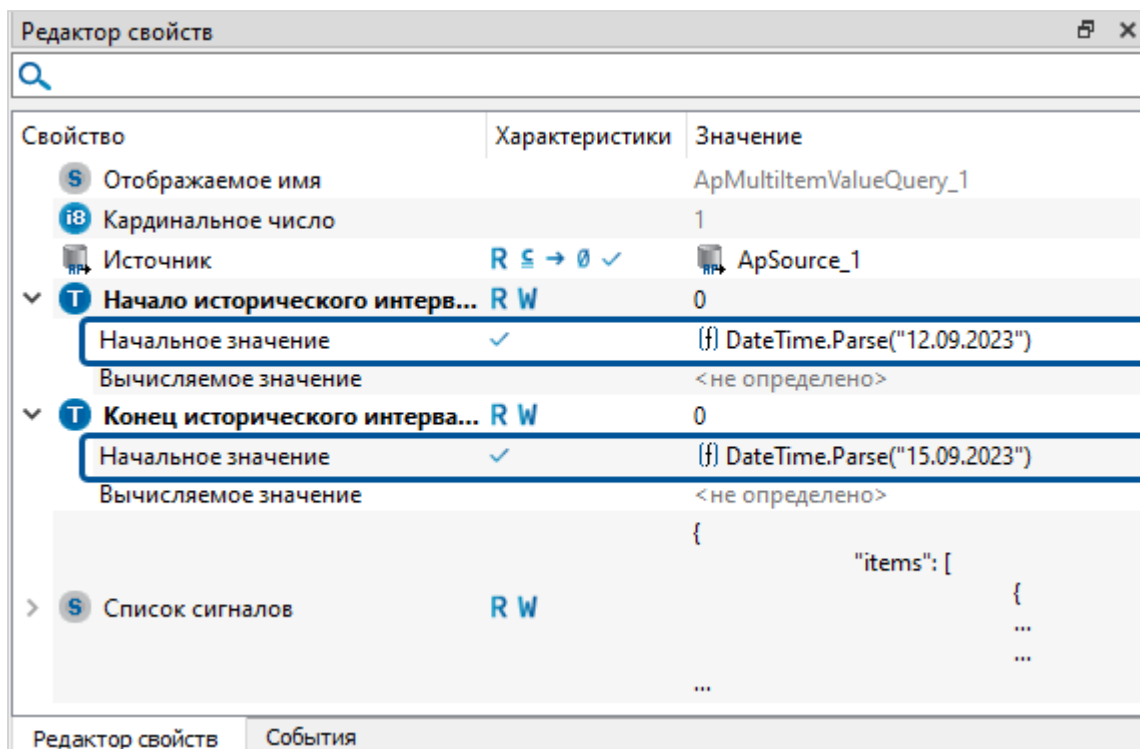 Редактор свойств
Свойство Характеристики Значение
S Отображаемое имя ApMultiItemValueQuery_1
i8 Кардинальное число 1
Источник R ⊆ → ∅ ✓ ApSource_1
T Начало исторического интерв... R W 0
Начальное значение ✓ (f) DateTime.Parse("12.09.2023")
Вычисляемое значение <не определено>
T Конец исторического интерва... R W 0
Начальное значение ✓ (f) DateTime.Parse("15.09.2023")
Вычисляемое значение <не определено>
{
"items": [
{
S Список сигналов R W
...
...
...
Редактор свойств События